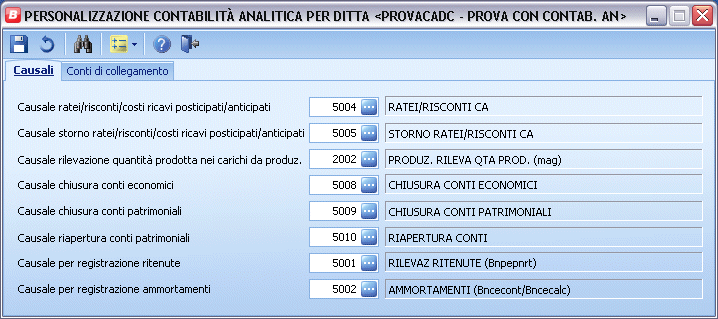 B PERSONALIZZAZIONE CONTABILITÀ ANALITICA PER DITTA <PROVACADC - PROVA CON CONTAB. AN>
Causali Conti di collegamento
Causale ratei/risconti/costi ricavi posticipati/anticipati 5004 RATEI/RISCONTI CA
Causale storno ratei/risconti/costi ricavi posticipati/anticipati 5005 STORNO RATEI/RISCONTI CA
Causale rilevazione quantità prodotta nei carichi da produz. 2002 PRODUZ. RILEVA QTA PROD. (mag)
Causale chiusura conti economici 5008 CHIUSURA CONTI ECONOMICI
Causale chiusura conti patrimoniali 5009 CHIUSURA CONTI PATRIMONIALI
Causale riapertura conti patrimoniali 5010 RIAPERTURA CONTI
Causale per registrazione ritenute 5001 RILEVAZ RITENUTE (Bnpepnrt)
Causale per registrazione ammortamenti 5002 AMMORTAMENTI (Bncecont/Bncecalc)